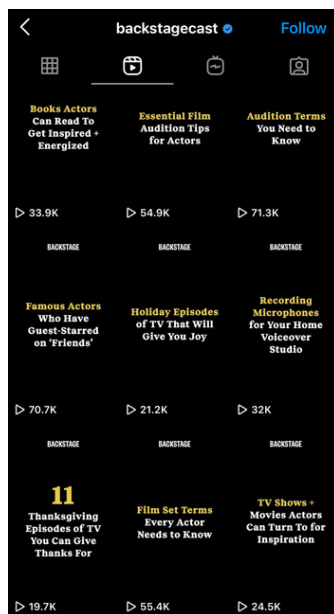 backstagecast
Follow
Books Actors
Can Read To
Get Inspired +
Energized
33.9K
Essential Film
Audition Tips
for Actors
54.9K
Audition Terms
You Need to
Know
71.3K
BACKSTAGE
Famous Actors
Who Have
Guest-Starred
on ‘Friends’
70.7K
BACKSTAGE
Holiday Episodes
of TV That Will
Give You Joy
21.2K
BACKSTAGE
Recording
Microphones
for Your Home
Voiceover
Studio
32K
BACKSTAGE
11
Thanksgiving
Episodes of TV
You Can Give
Thanks For
19.7K
BACKSTAGE
Film Set Terms
Every Actor
Needs to Know
55.4K
BACKSTAGE
TV Shows +
Movies Actors
Can Turn To for
Inspiration
24.5K